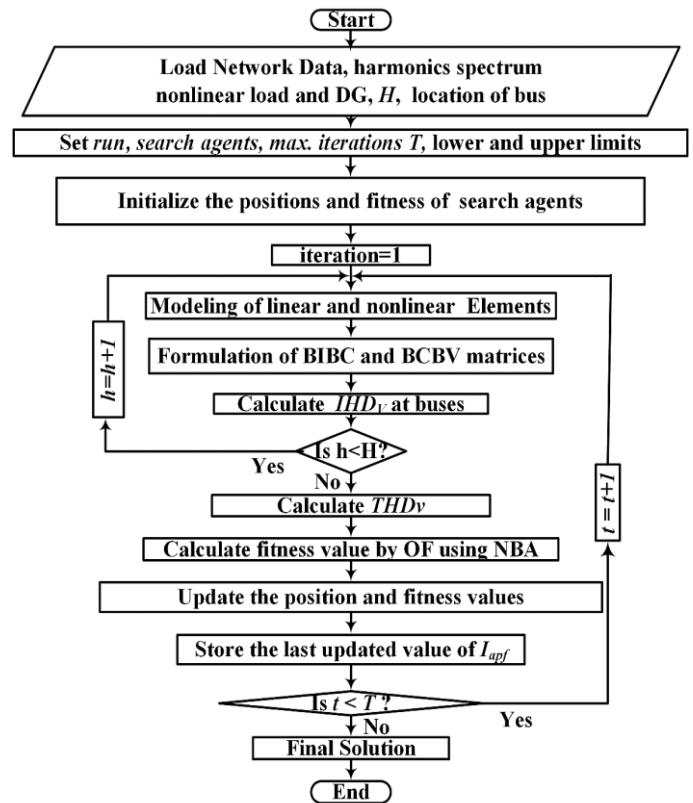 Start
Load Network Data, harmonics spectrum
nonlinear load and DG, H, location of bus
Set run, search agents, max. iterations T, lower and upper limits
Initialize the positions and fitness of search agents
iteration=1
Modeling of linear and nonlinear Elements
Formulation of BIBC and BCBV matrices
h=h+1
Calculate IHDV at buses
Is h<H?
Yes
No
Calculate THDv
t = t+1
Calculate fitness value by OF using NBA
Update the position and fitness values
Store the last updated value of Iapf
Is t < T ?
Yes
No
Final Solution
End